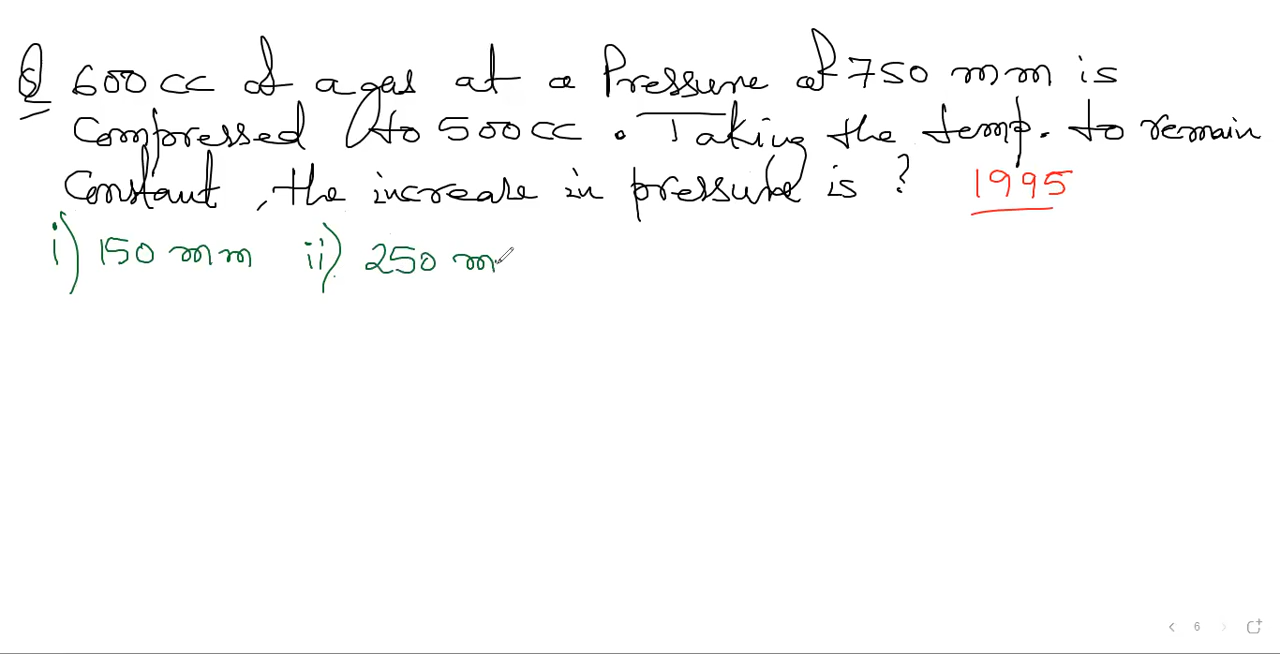 Q 600 cc of a gas at a Pressure of 750 mm is
Compressed to 500 cc . Taking the temp. to remain
Constant , the increase in pressure is ? 1995
i) 150 mm ii) 250 m
6